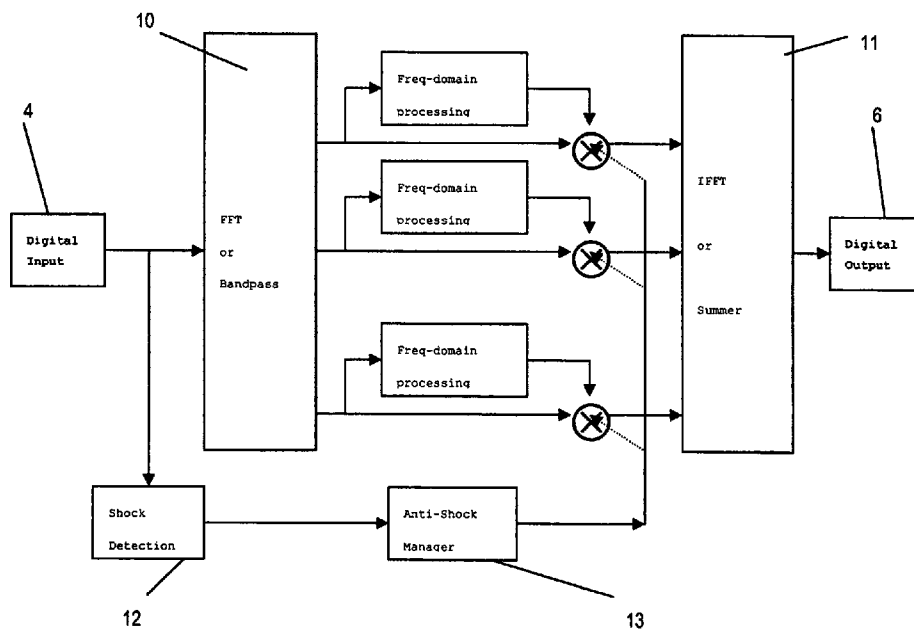 10
11
4
6
Freq-domain
processing
Freq-domain
processing
Freq-domain
processing
Digital
Input
FFT
or
Bandpass
IFFT
or
Summer
Digital
Output
Shock
Detection
Anti-Shock
Manager
12
13